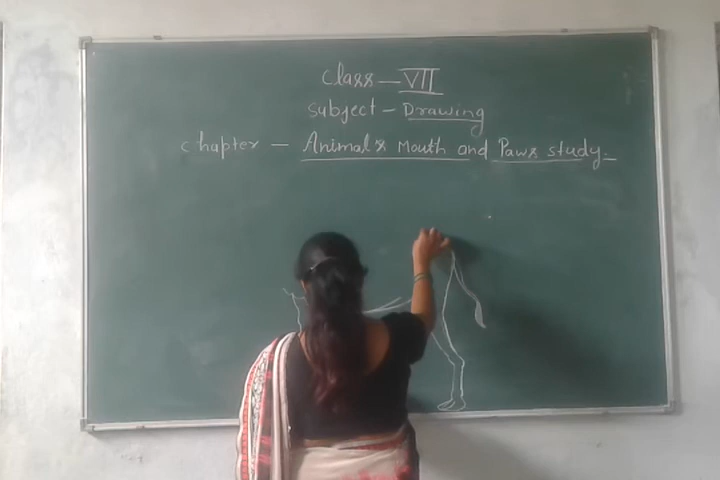 Class - VII
Subject - Drawing
Chapter - Animal's Mouth and Paws study.